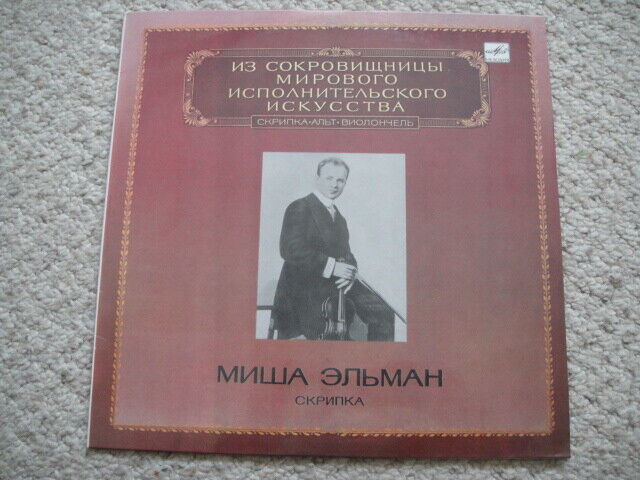 ИЗ СОКРОВИЩНИЦЫ
МИРОВОГО
ИСПОЛНИТЕЛЬСКОГО
ИСКУССТВА
СКРИПКА•АЛЬТ•ВИОЛОНЧЕЛЬ
МИША ЭЛЬМАН
СКРИПКА